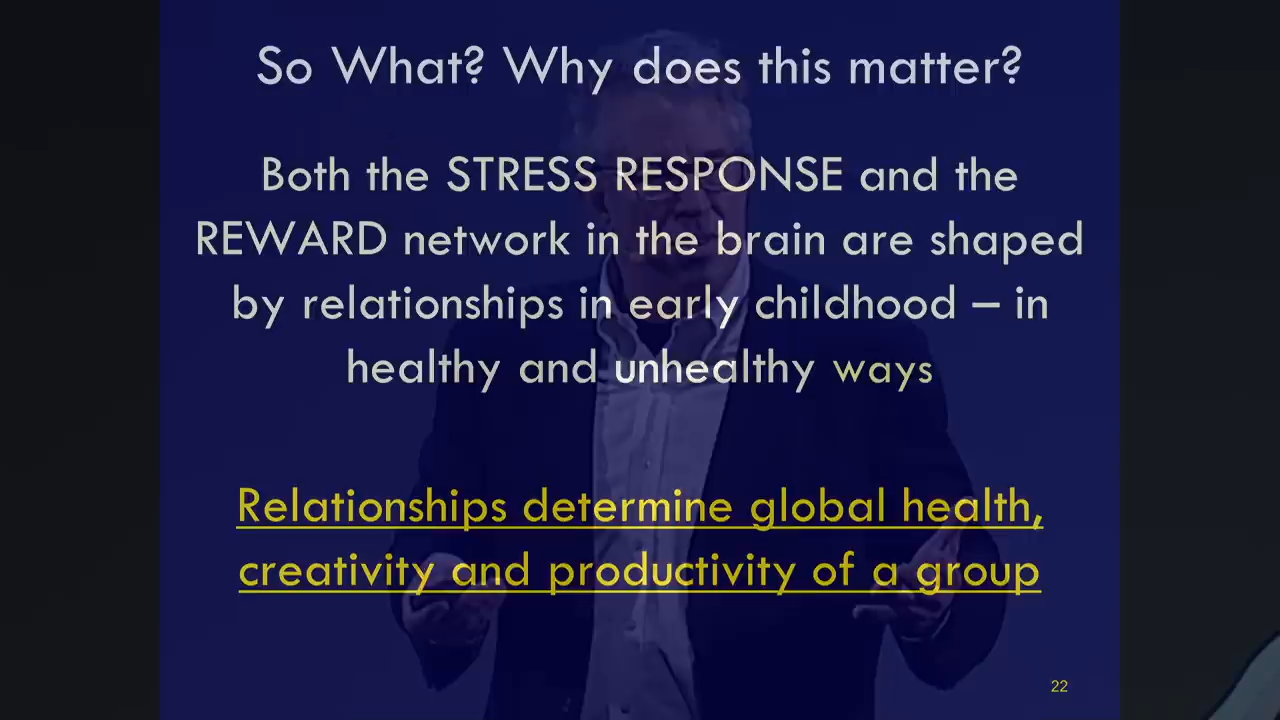 So What? Why does this matter?
Both the STRESS RESPONSE and the
REWARD network in the brain are shaped
by relationships in early childhood – in
healthy and unhealthy ways
Relationships determine global health,
creativity and productivity of a group
22